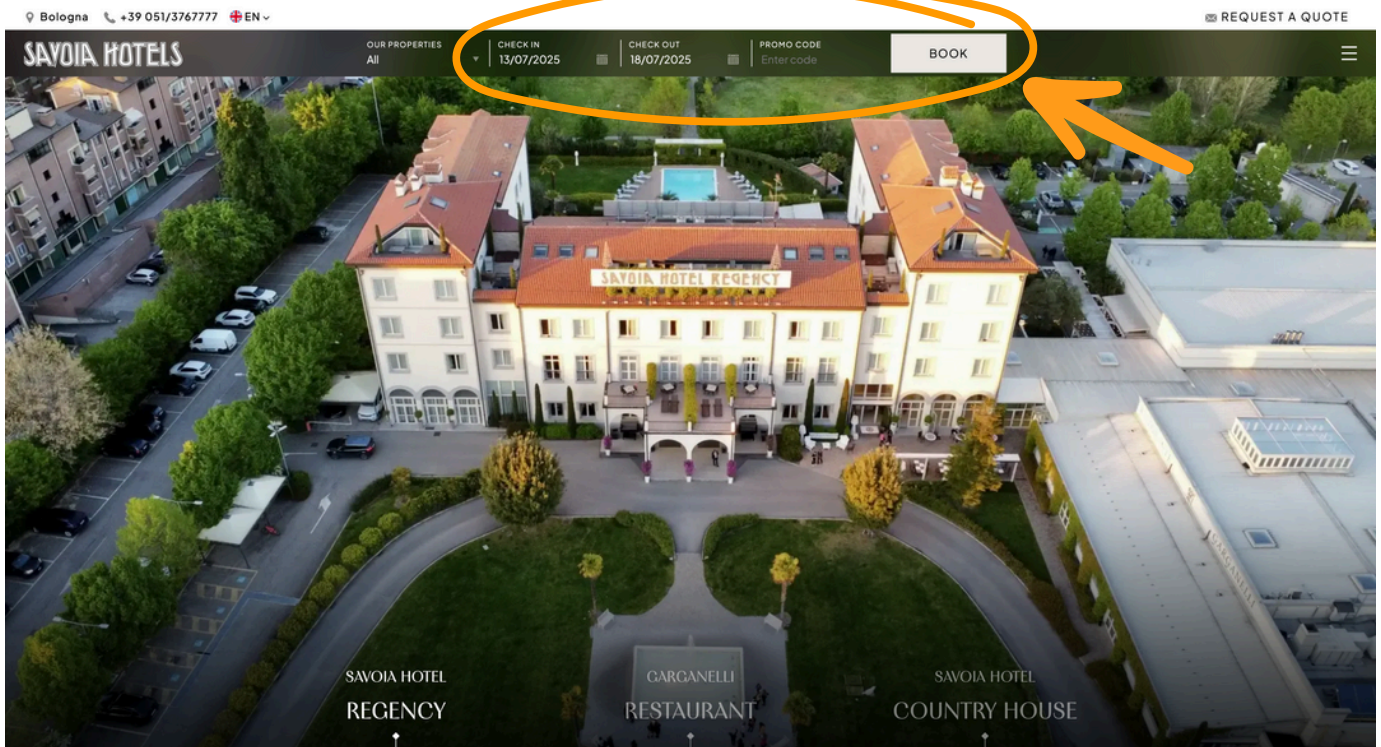 Bologna +39 051/3767777 EN REQUEST A QUOTE
SAVOIA HOTELS
OUR PROPERTIES CHECK IN CHECK OUT PROMO CODE
All 13/07/2025 18/07/2025 Enter code
BOOK
SAVOIA HOTEL REGENCY
GARGANELLI
SAVOIA HOTEL GARGANELLI SAVOIA HOTEL
REGENCY RESTAURANT COUNTRY HOUSE